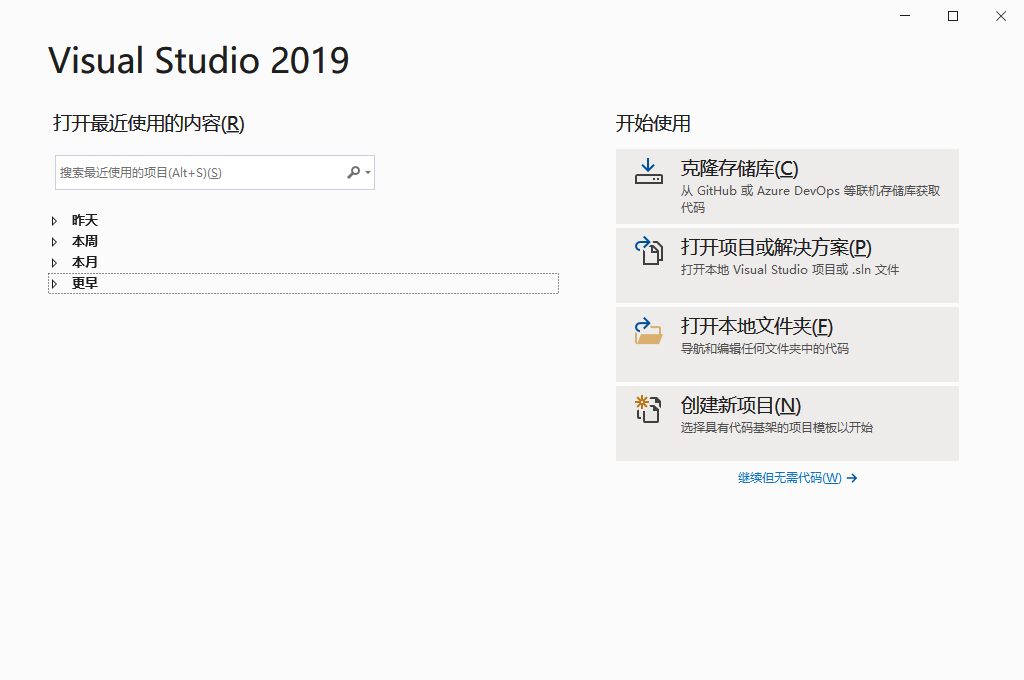 Visual Studio 2019
打开最近使用的内容(R)
搜索最近使用的项目(Alt+S)(S)
昨天
本周
本月
更早
开始使用
克隆存储库(C)
从 GitHub 或 Azure DevOps 等联机存储库获取
代码
打开项目或解决方案(P)
打开本地 Visual Studio 项目或 .sln 文件
打开本地文件夹(F)
导航和编辑任何文件夹中的代码
创建新项目(N)
选择具有代码基架的项目模板以开始
继续但无需代码(W)